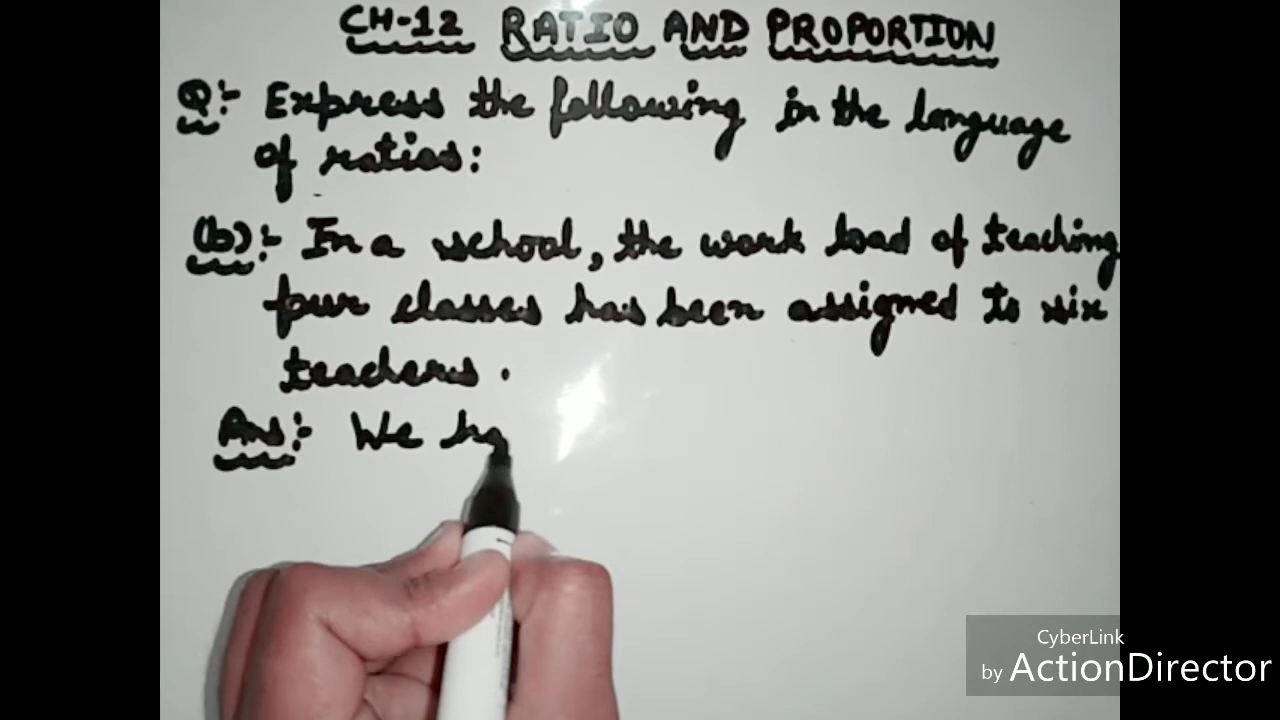 CH-12 RATIO AND PROPORTION
Q:- Express the following in the language
of ratios:
(b):- In a school, the work load of teaching
four classes has been assigned to six
teachers.
Ans:- We ha
CyberLink
by ActionDirector